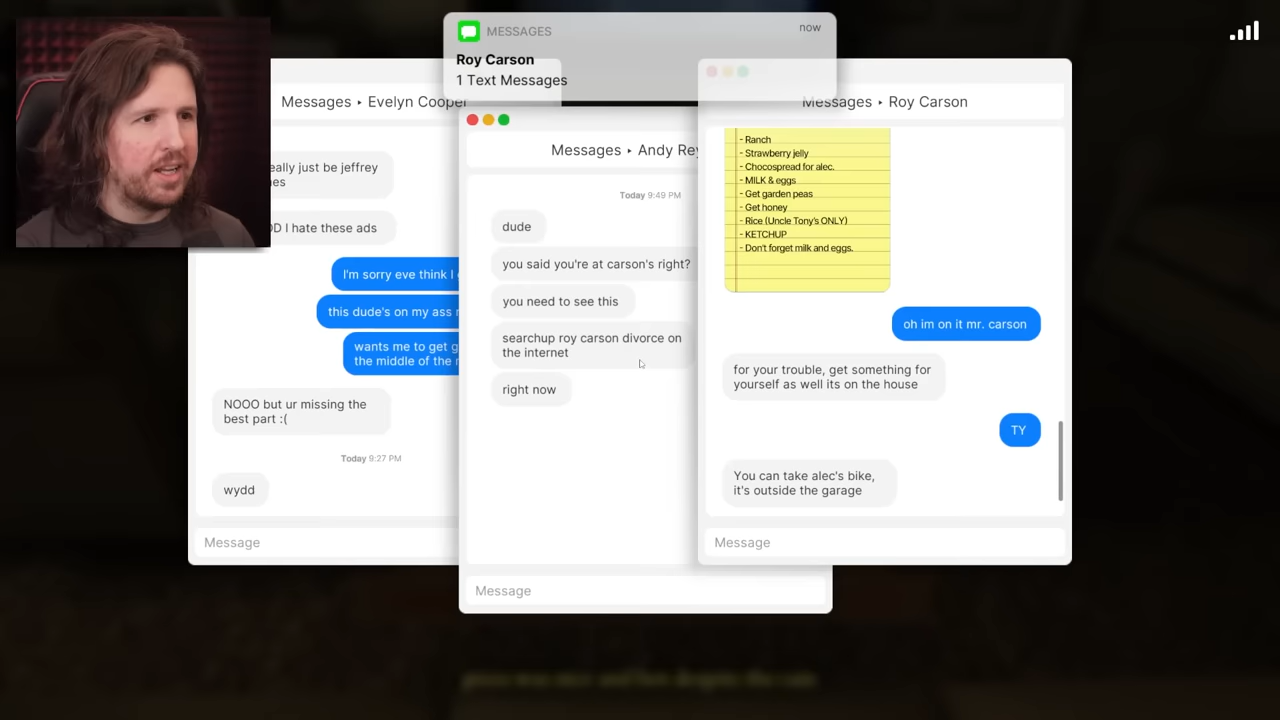 MESSAGES
now
Roy Carson
1 Text Messages
Messages ▸ Evelyn Cooper
eally just be jeffrey
es
D I hate these ads
I'm sorry eve think I
this dude's on my ass
wants me to get
the middle of the
NOOO but ur missing the
best part :(
Today 9:27 PM
wydd
Message
Messages ▸ Andy Rey
Today 9:49 PM
dude
you said you're at carson's right?
you need to see this
searchup roy carson divorce on
the internet
right now
Message
Messages ▸ Roy Carson
- Ranch
- Strawberry jelly
- Chocospread for alec.
- MILK & eggs
- Get garden peas
- Get honey
- Rice (Uncle Tony's ONLY)
- KETCHUP
- Don't forget milk and eggs.
oh im on it mr. carson
for your trouble, get something for
yourself as well its on the house
TY
You can take alec's bike,
it's outside the garage
Message